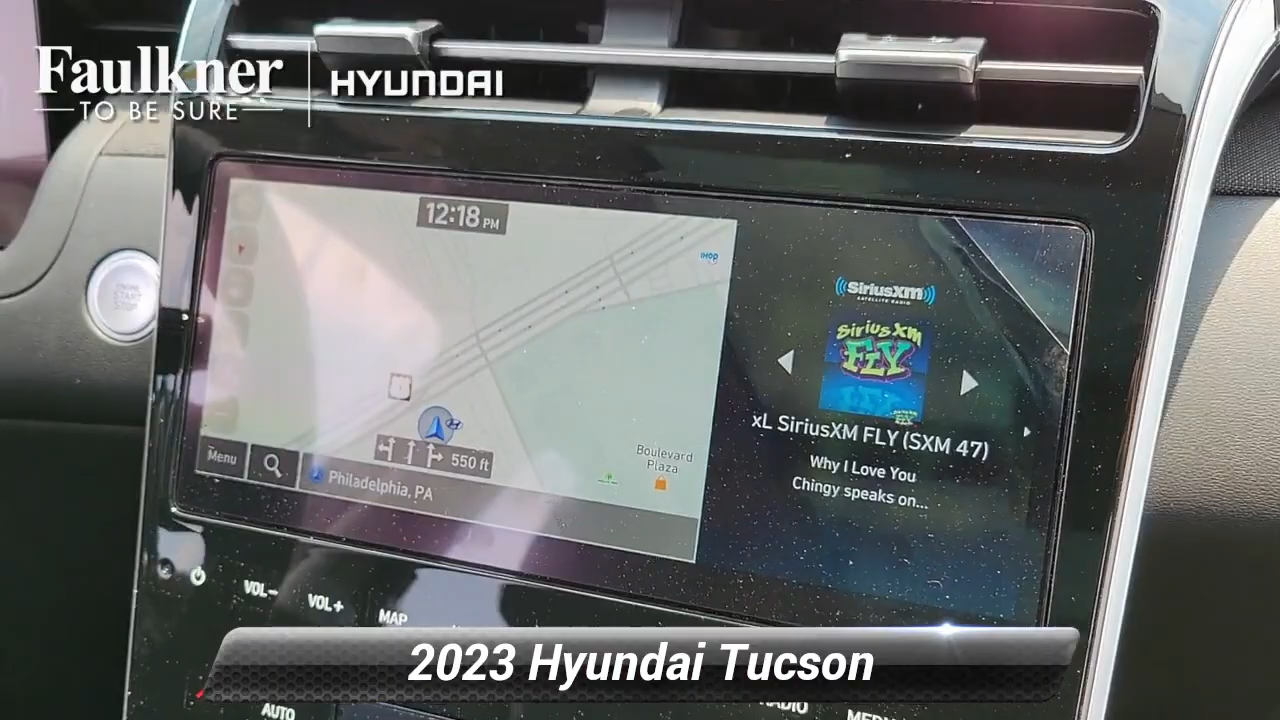 Faulkner
TO BE SURE
HYUNDAI
12:18 PM
IHOP
SiriusXM
SATELLITE RADIO
SiriusXM
FLY
START
STOP
xL SiriusXM FLY (SXM 47)
Why I Love You
Chingy speaks on...
550 ft
Boulevard
Plaza
Menu
Philadelphia, PA
VOL-
VOL+
MAP
2023 Hyundai Tucson
AUTO